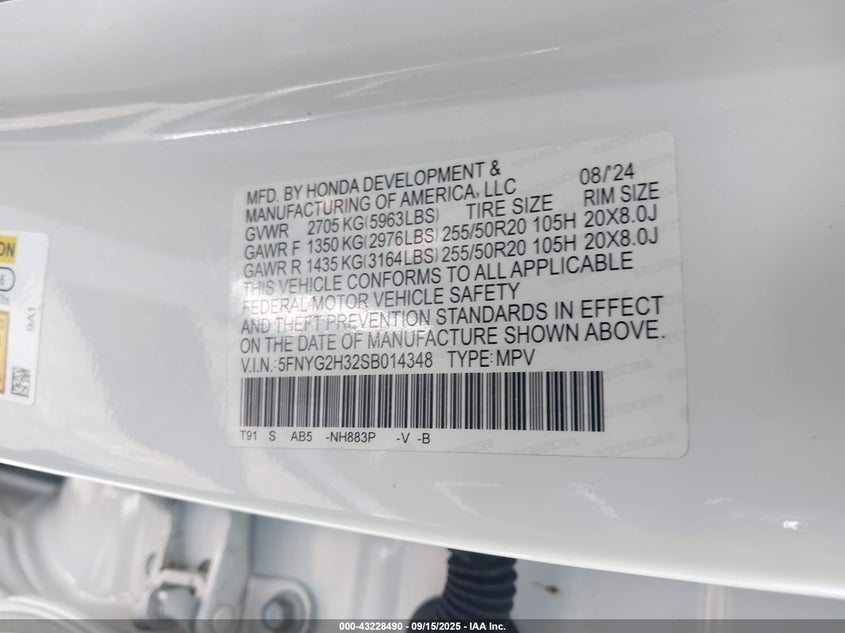 MFD. BY HONDA DEVELOPMENT & 08/'24
MANUFACTURING OF AMERICA, LLC
GVWR 2705 KG(5963LBS) TIRE SIZE RIM SIZE
GAWR F 1350 KG(2976LBS) 255/50R20 105H 20X8.0J
GAWR R 1435 KG(3164LBS) 255/50R20 105H 20X8.0J
THIS VEHICLE CONFORMS TO ALL APPLICABLE
FEDERAL MOTOR VEHICLE SAFETY
AND THEFT PREVENTION STANDARDS IN EFFECT
ON THE DATE OF MANUFACTURE SHOWN ABOVE.
V.I.N.:5FNYG2H32SB014348 TYPE:MPV
T91 S AB5 -NH883P -V -B
9A1
000-43228490 - 09/15/2025 - IAA Inc.